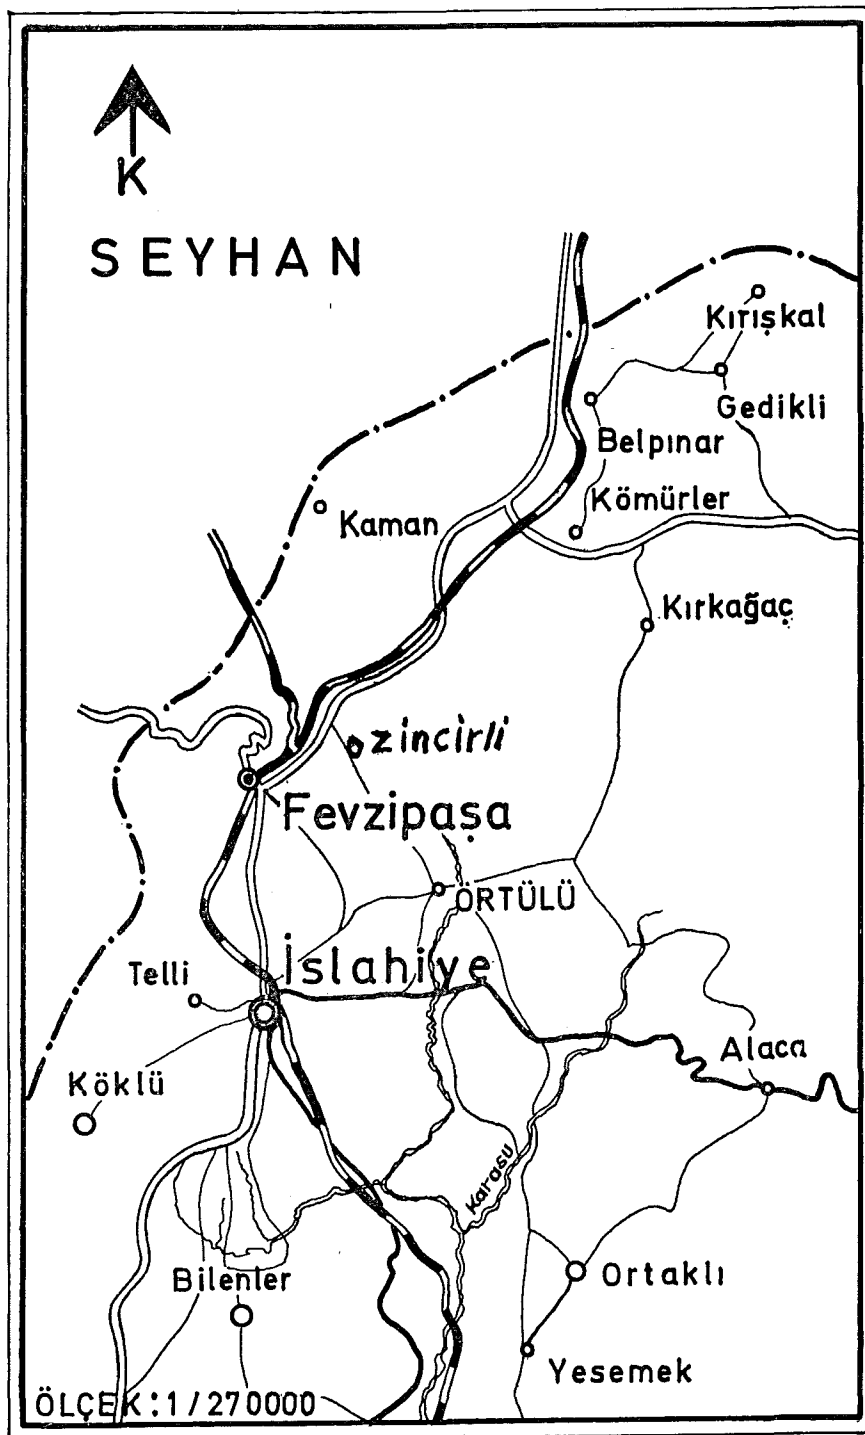 K
SEYHAN
Kırışkal
Gedikli
Belpınar
Kömürler
Kaman
Kırkağaç
zincirli
Fevzipaşa
ÖRTÜLÜ
İslahiye
Telli
Alaca
Köklü
Karasu
Bilenler
Ortaklı
Yesemek
ÖLÇEK:1/270000